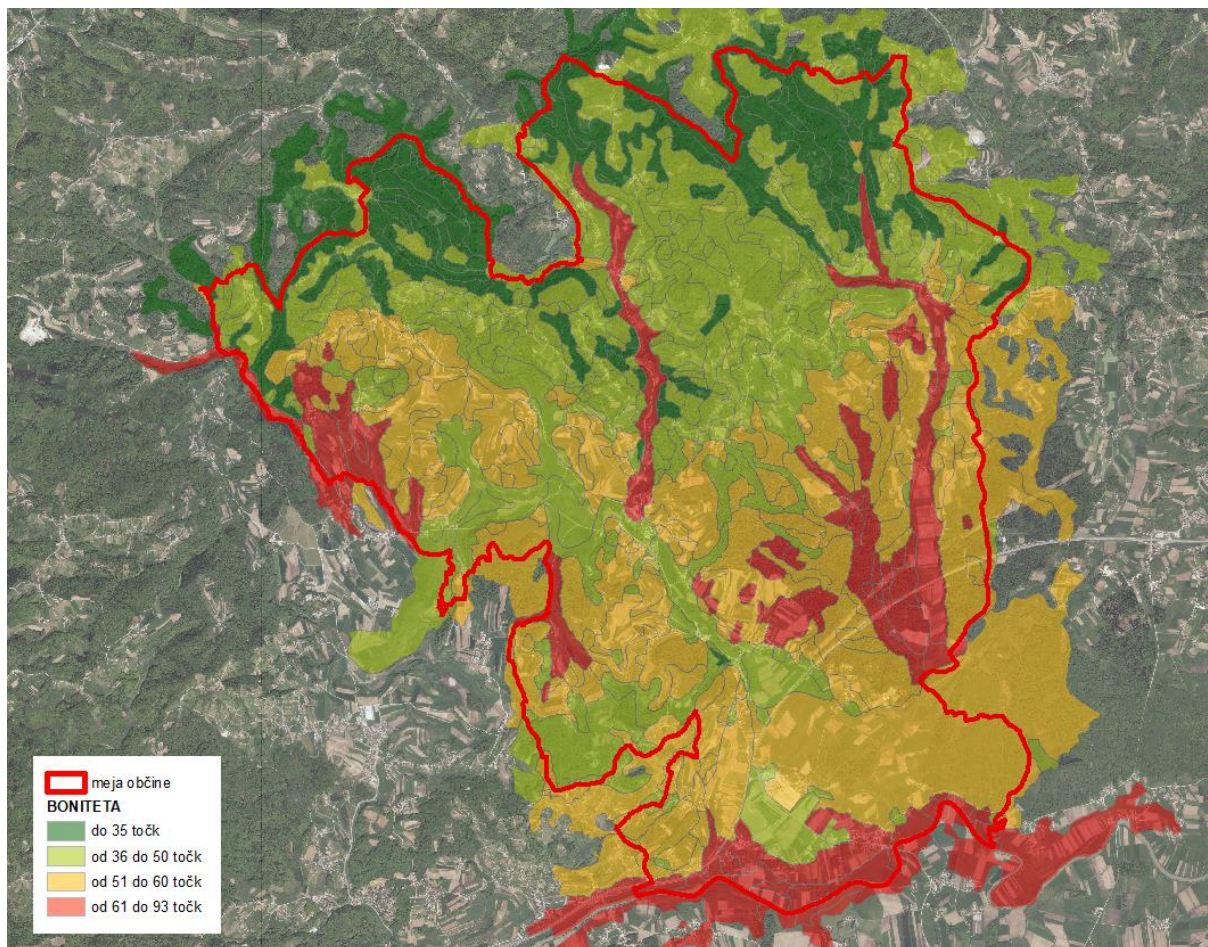 meja občine
BONITETA
do 35 točk
od 36 do 50 točk
od 51 do 60 točk
od 61 do 93 točk